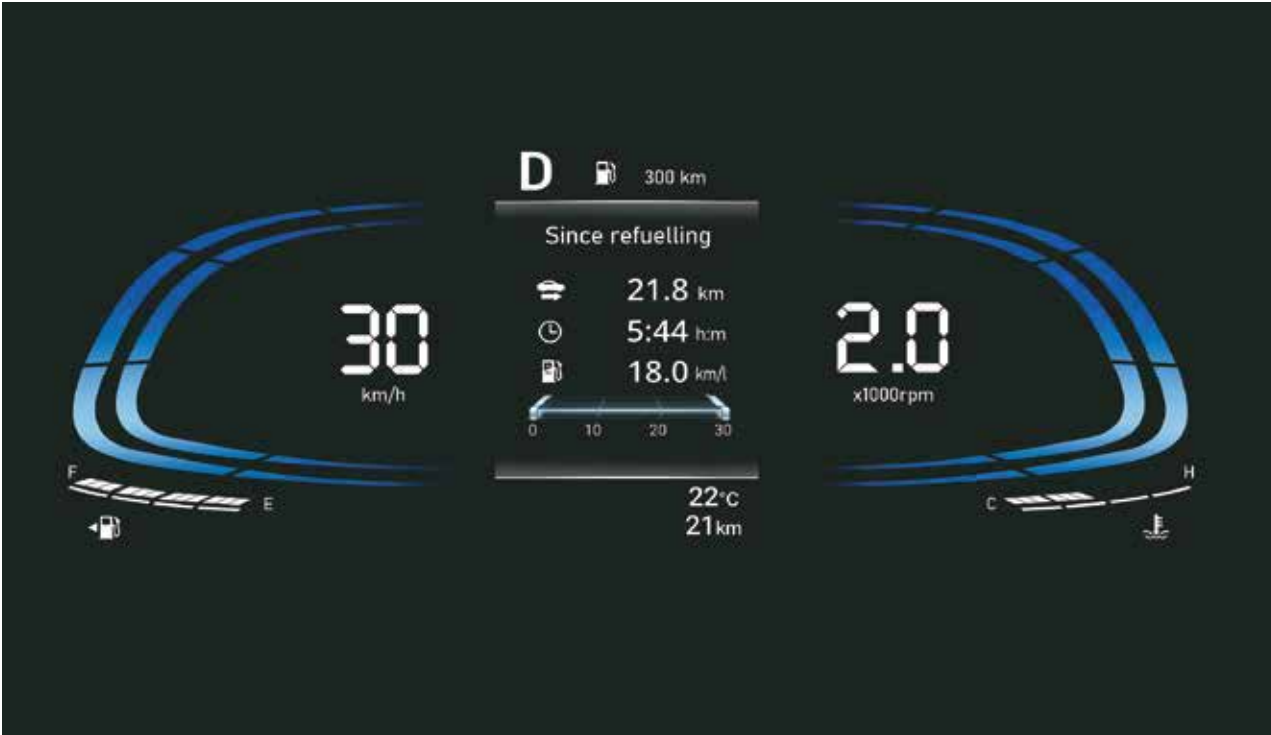 D 300 km
Since refuelling
21.8 km
5:44 h:m
18.0 km/l
0 10 20 30
30
km/h
2.0
x1000rpm
F
E
C
H
22°C
21km